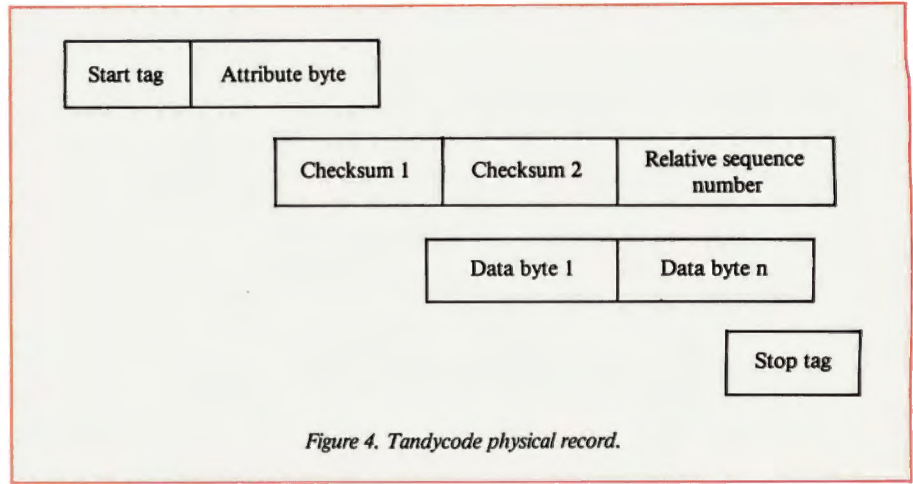 Start tag
Attribute byte
Checksum 1
Checksum 2
Relative sequence
number
Data byte 1
Data byte n
Stop tag
Figure 4. Tandycode physical record.